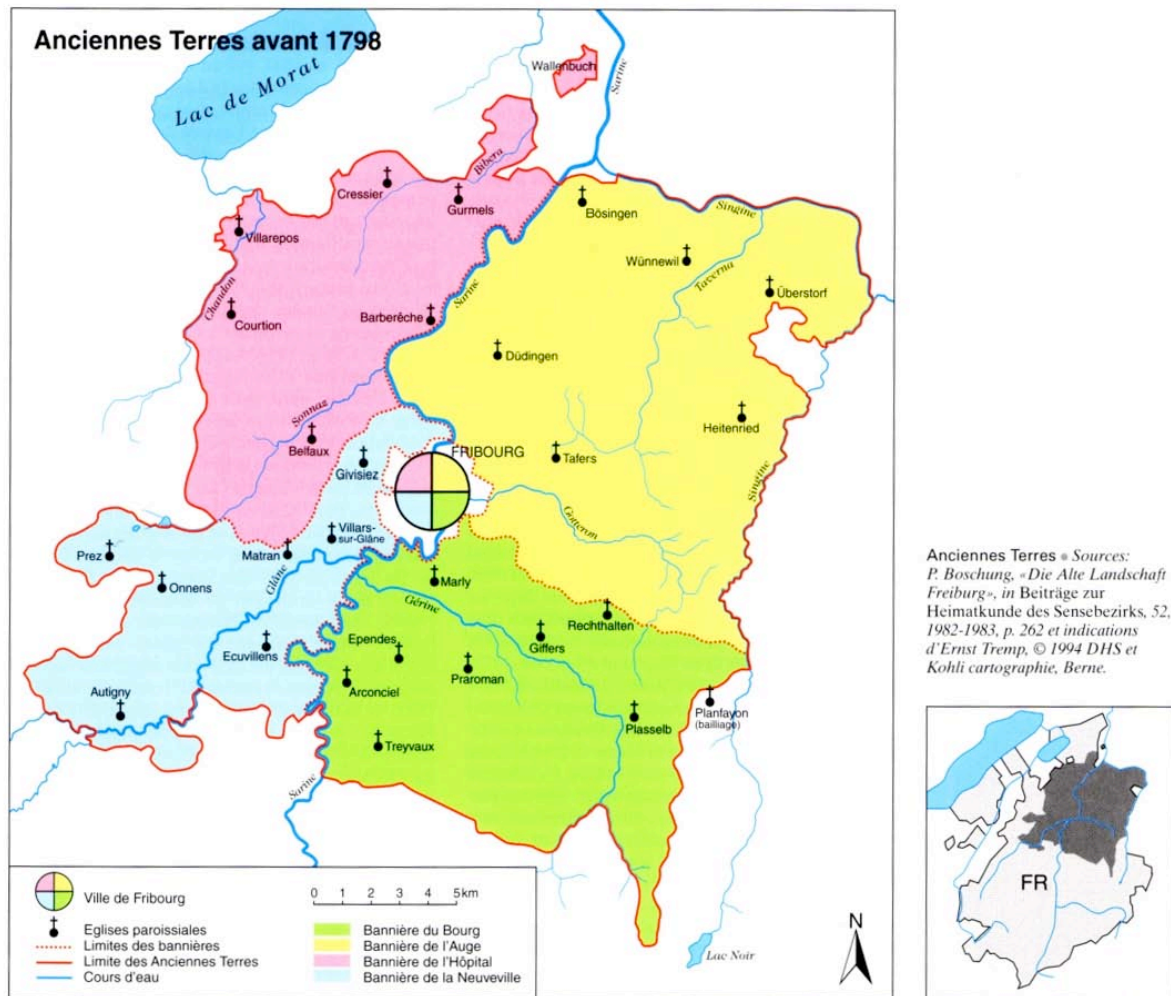 Anciennes Terres avant 1798
Lac de Morat
Wallenbuch
Sarine
Bibera
Cressier
Gurmels
Bösingen
Singine
Villarepos
Wünnewil
Taverna
Überstorf
Chandon
Courtion
Barberêche
Sarine
Düdingen
Sonnaz
Belfaux
Heitenried
Givisiez
FRIBOURG
Tafers
Singine
Gotteron
Villars-
sur-Glâne
Prez
Matran
Onnens
Glâne
Marly
Gérine
Rechthalten
Giffers
Ependes
Ecuvillens
Praroman
Arconciel
Autigny
Plasselb
Planfayon
(bailliage)
Treyvaux
Sarine
Lac Noir
N
Ville de Fribourg
0 1 2 3 4 5 km
Eglises paroissiales
Limites des bannières
Limite des Anciennes Terres
Cours d'eau
Bannière du Bourg
Bannière de l'Auge
Bannière de l'Hôpital
Bannière de la Neuveville
Anciennes Terres • Sources:
P. Boschung, «Die Alte Landschaft
Freiburg», in Beiträge zur
Heimatkunde des Sensebezirks, 52,
1982-1983, p. 262 et indications
d'Ernst Tremp, © 1994 DHS et
Kohli cartographie, Berne.
FR